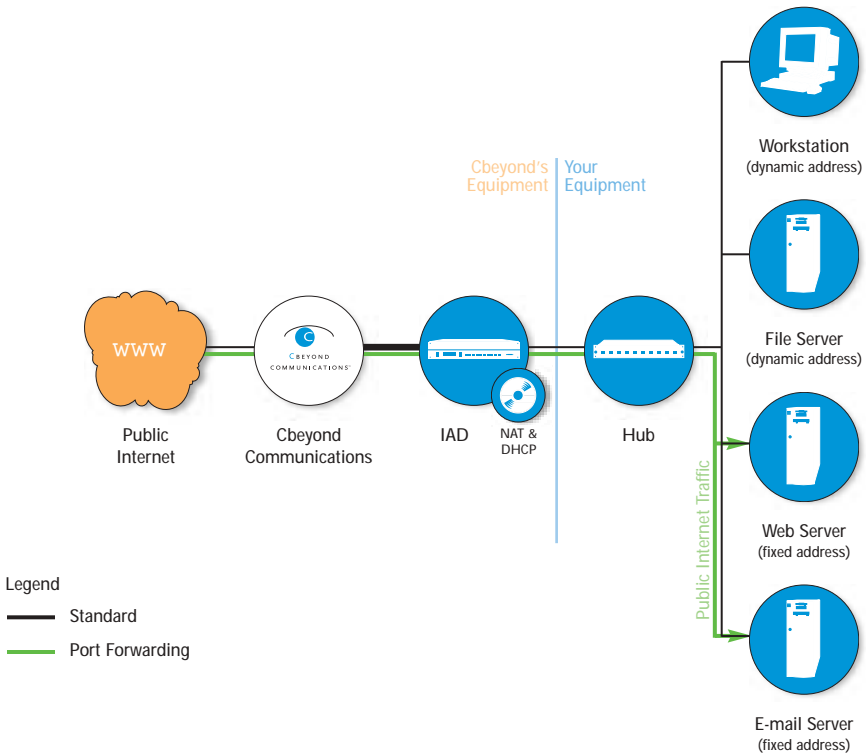 Workstation
(dynamic address)
Cbeyond's
Equipment
Your
Equipment
WWW
CBEYOND
COMMUNICATIONS
File Server
(dynamic address)
Public
Internet
Cbeyond
Communications
IAD
NAT &
DHCP
Hub
Public Internet Traffic
Web Server
(fixed address)
Legend
Standard
Port Forwarding
E-mail Server
(fixed address)